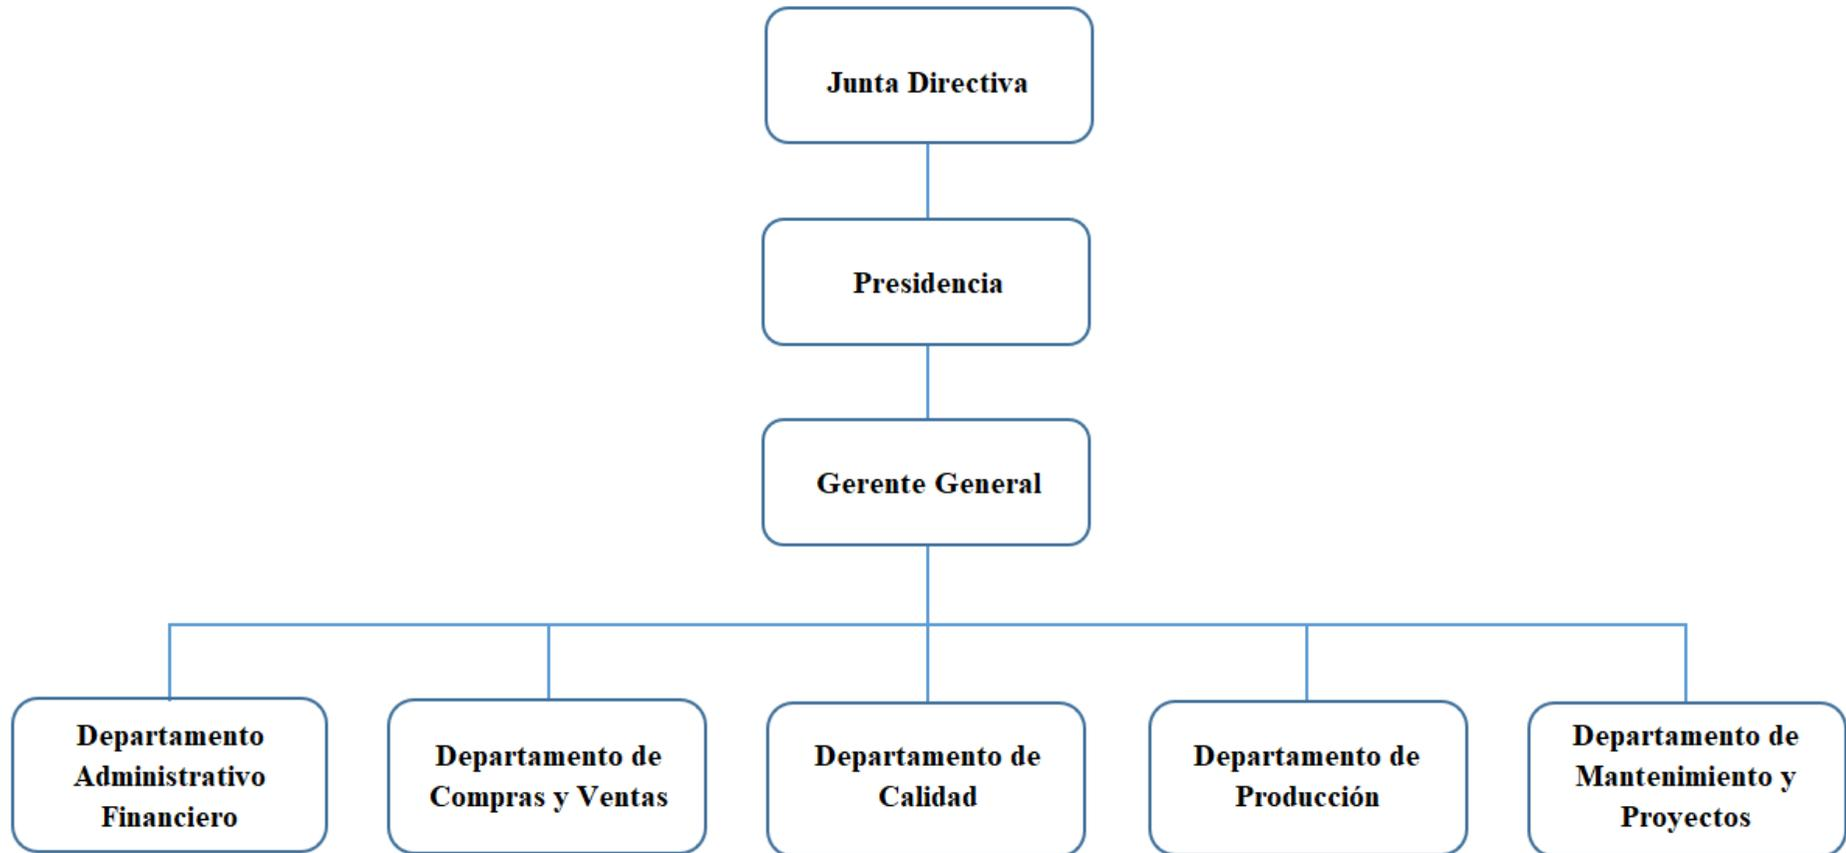 Junta Directiva
Presidencia
Gerente General
Departamento
Administrativo
Financiero
Departamento de
Compras y Ventas
Departamento de
Calidad
Departamento de
Producción
Departamento de
Mantenimiento y
Proyectos